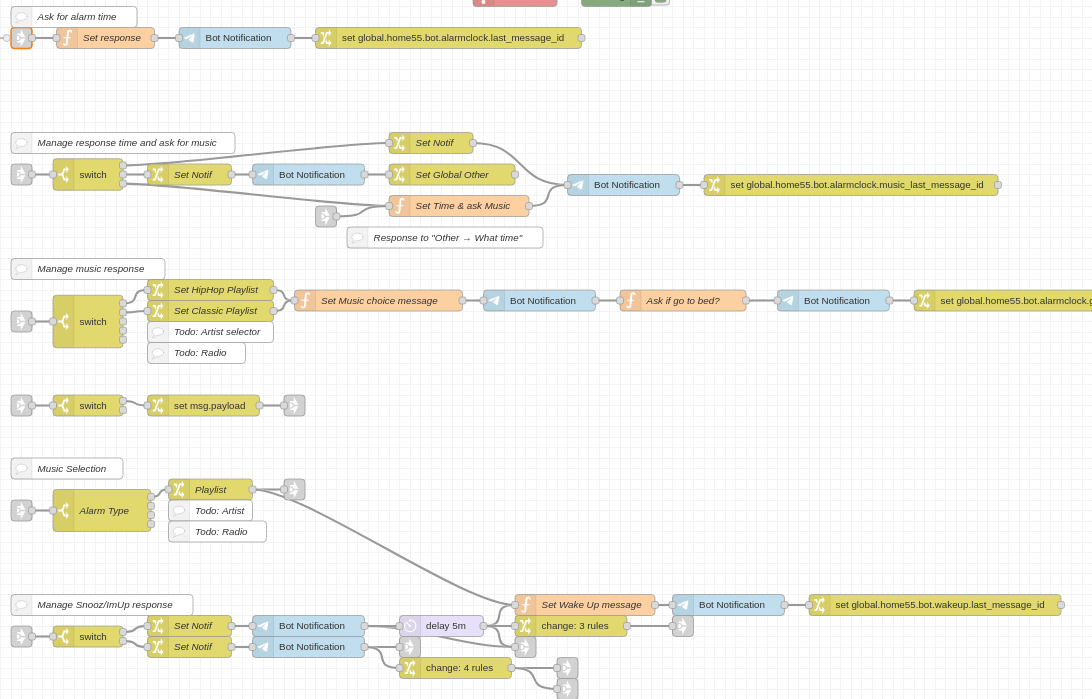 Ask for alarm time
Set response
Bot Notification
set global.home55.bot.alarmclock.last_message_id
Manage response time and ask for music
Set Notif
switch
Set Notif
Bot Notification
Set Global Other
Bot Notification
set global.home55.bot.alarmclock.music_last_message_id
Set Time & ask Music
Response to "Other → What time"
Manage music response
Set HipHop Playlist
switch
Set Classic Playlist
Set Music choice message
Bot Notification
Ask if go to bed?
Bot Notification
set global.home55.bot.alarmclock.g
Todo: Artist selector
Todo: Radio
switch
set msg.payload
Music Selection
Playlist
Alarm Type
Todo: Artist
Todo: Radio
Manage Snooz/ImUp response
Set Wake Up message
Bot Notification
set global.home55.bot.wakeup.last_message_id
switch
Set Notif
Bot Notification
delay 5m
change: 3 rules
Set Notif
Bot Notification
change: 4 rules